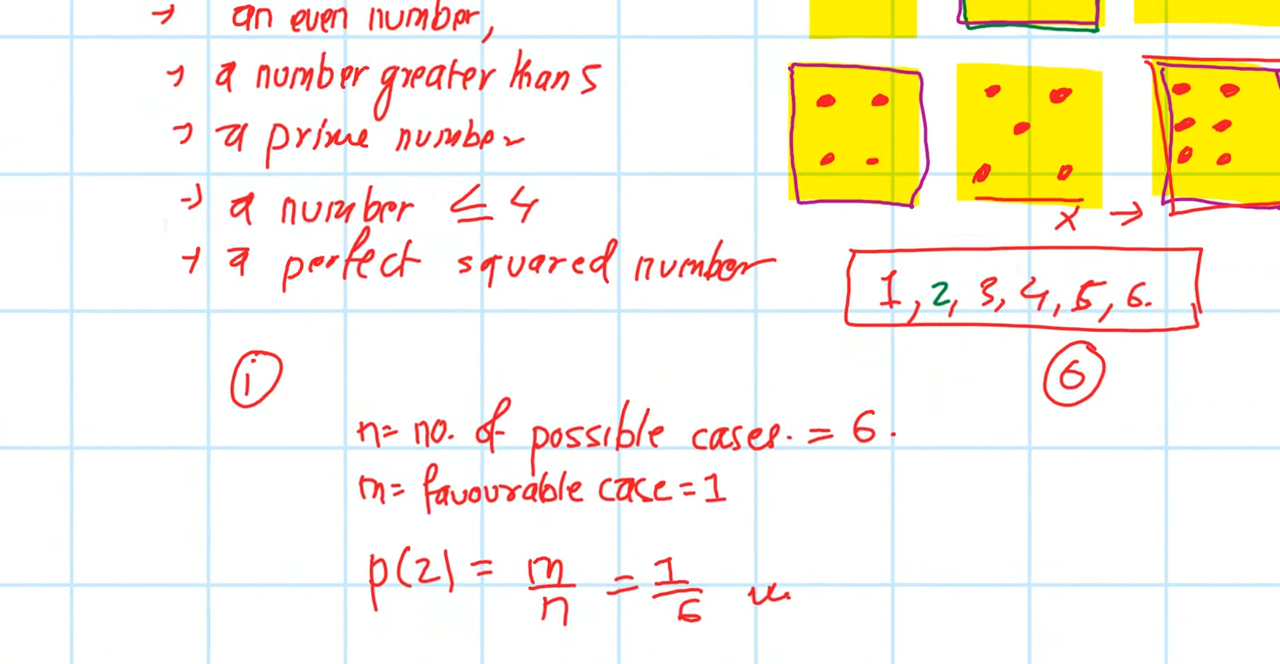 → an even number,
→ a number greater than 5
→ a prime number
→ a number ≤ 4
→ a perfect squared number
x →
1, 2, 3, 4, 5, 6.
i
6
n = no. of possible cases. = 6.
m = favourable case = 1
p(2) = m/n = 1/6